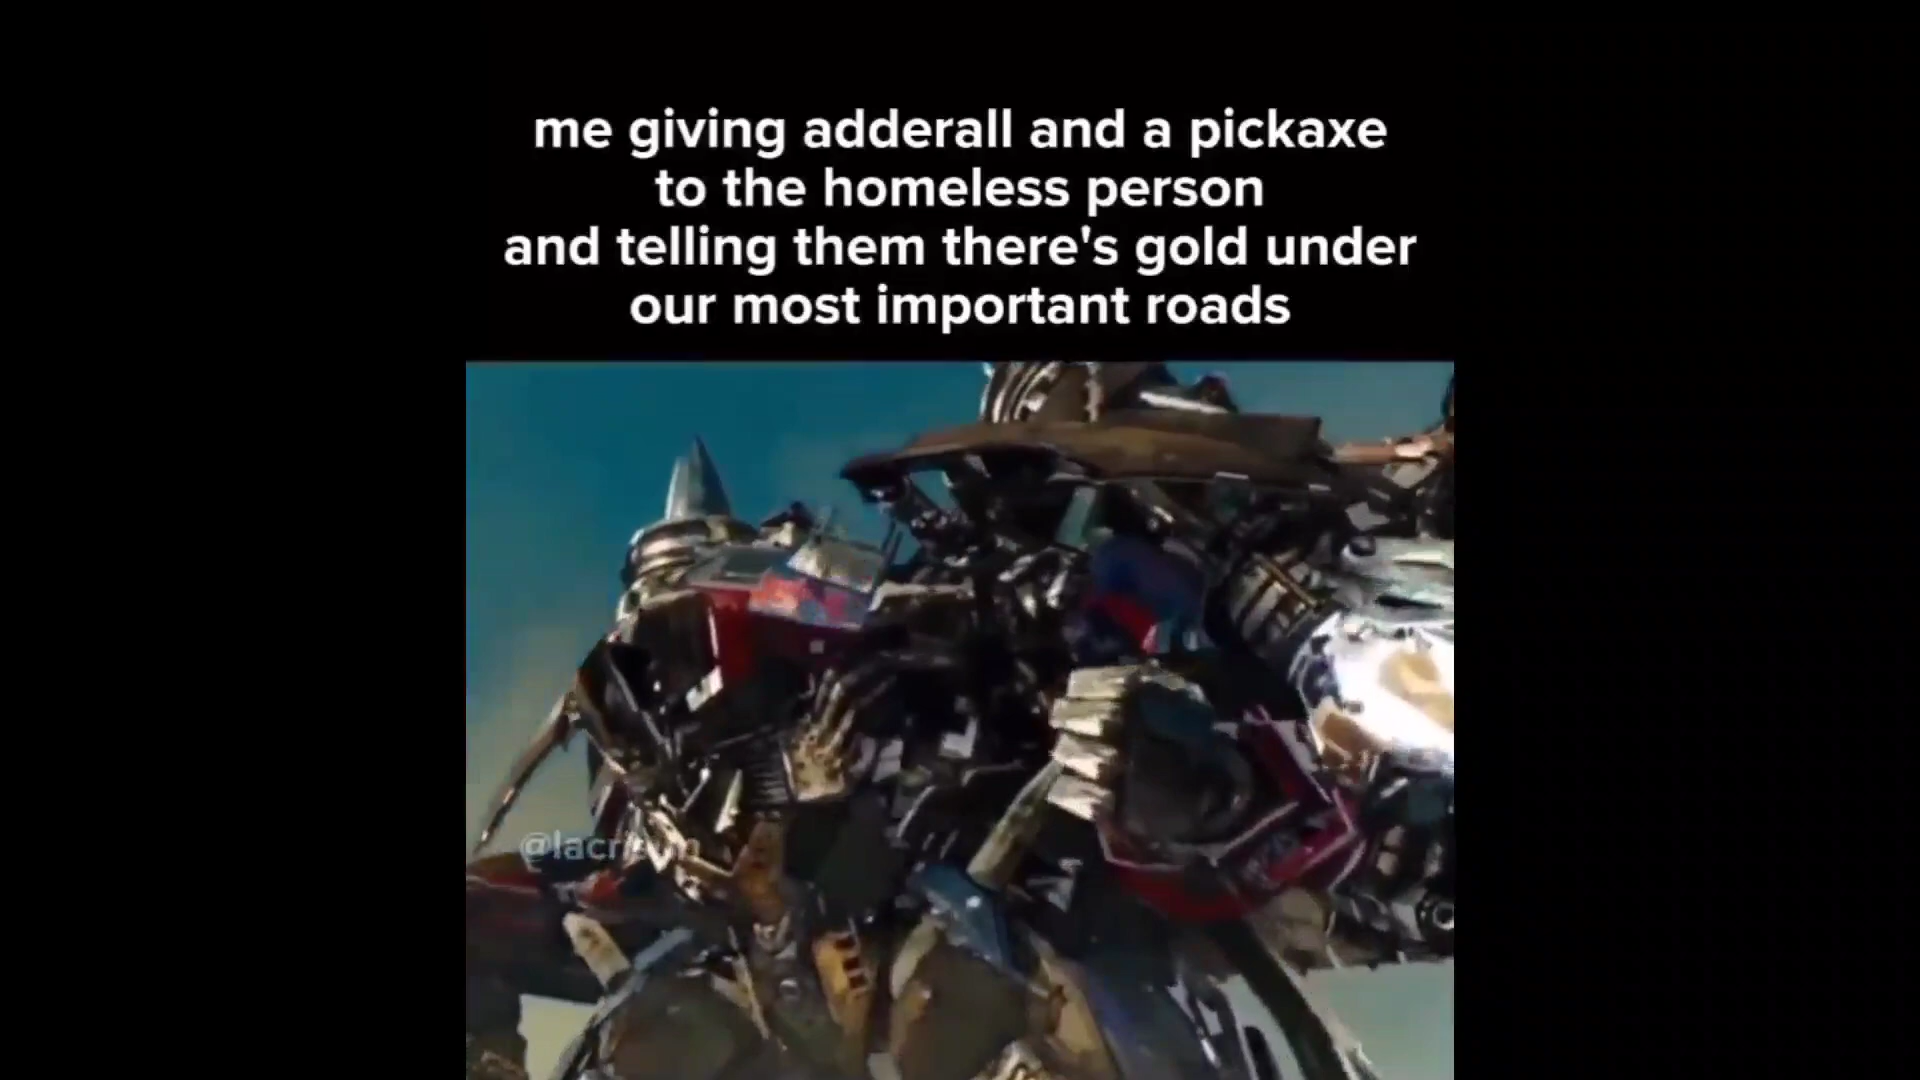 me giving adderall and a pickaxe
to the homeless person
and telling them there's gold under
our most important roads